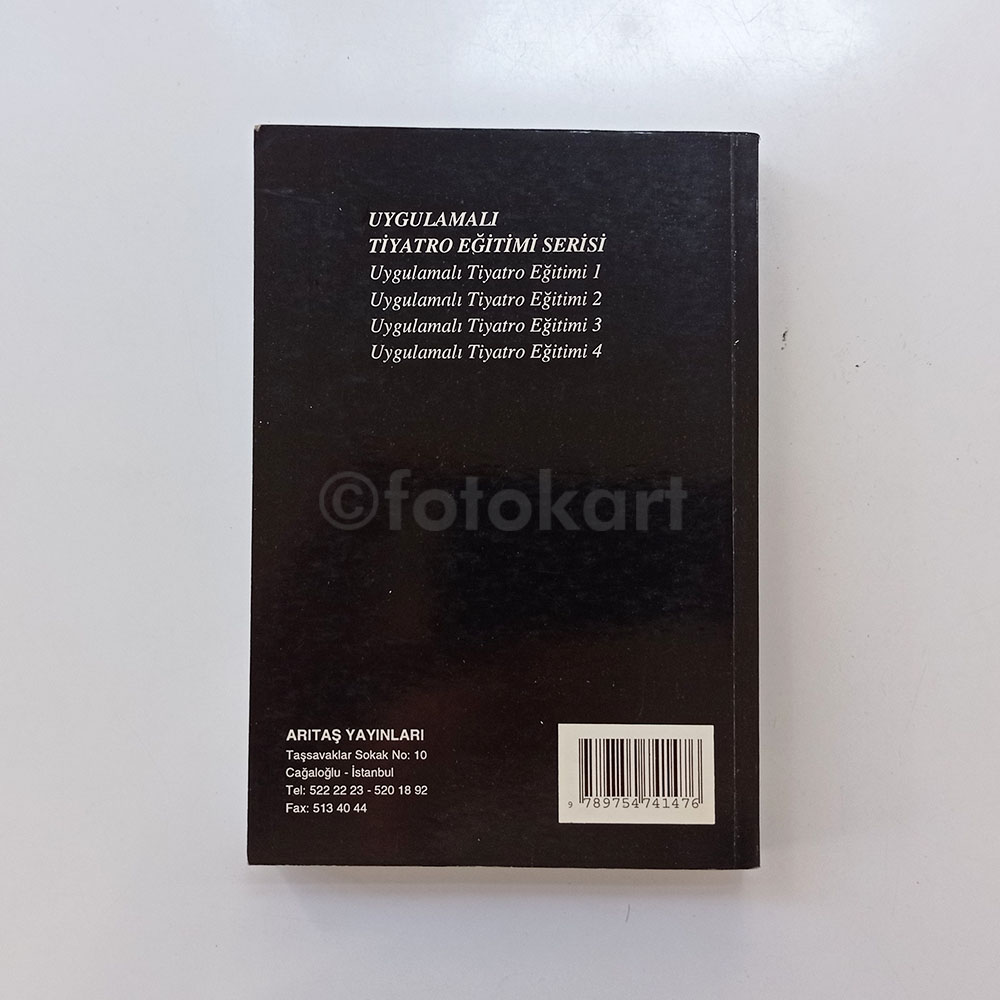 UYGULAMALI
TİYATRO EĞİTİMİ SERİSİ
Uygulamalı Tiyatro Eğitimi 1
Uygulamalı Tiyatro Eğitimi 2
Uygulamalı Tiyatro Eğitimi 3
Uygulamalı Tiyatro Eğitimi 4
©fotokart
ARITAŞ YAYINLARI
Taşsavaklar Sokak No: 10
Cağaloğlu - İstanbul
Tel: 522 22 23 - 520 18 92
Fax: 513 40 44
9 789754 741476